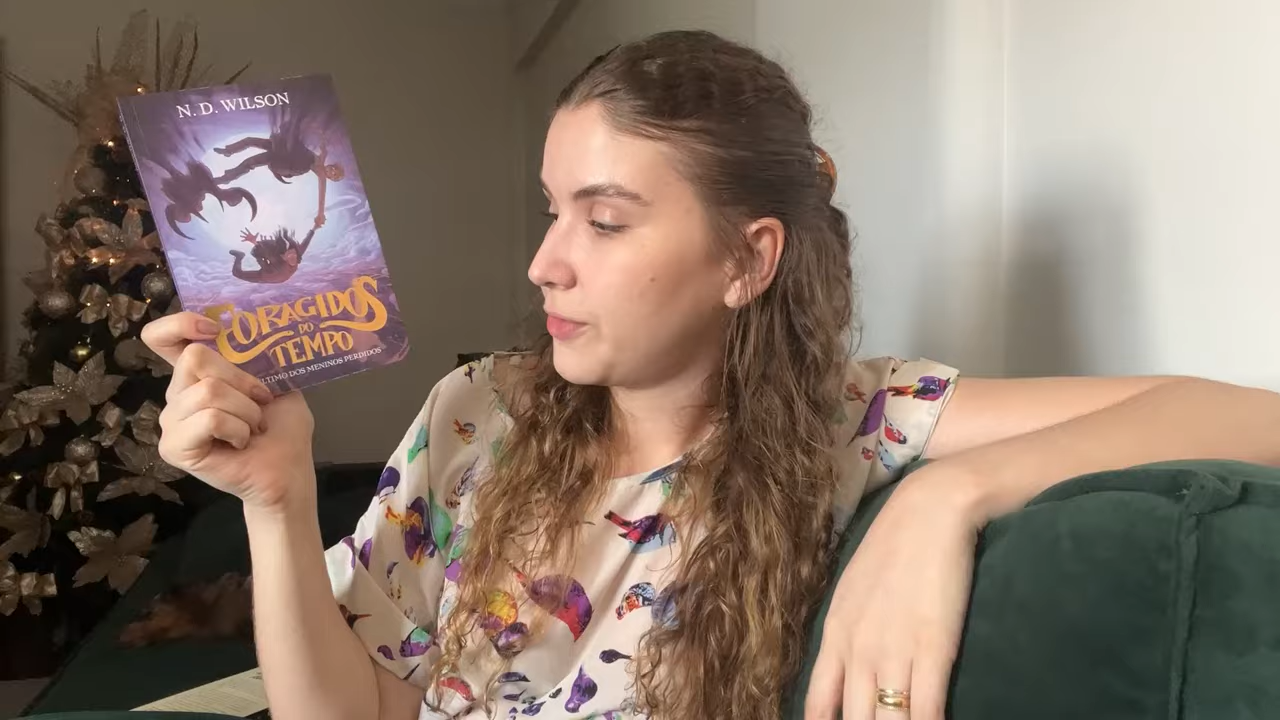 N. D. WILSON
FORAGIDOS
DO
TEMPO
ÚLTIMO DOS MENINOS PERDIDOS